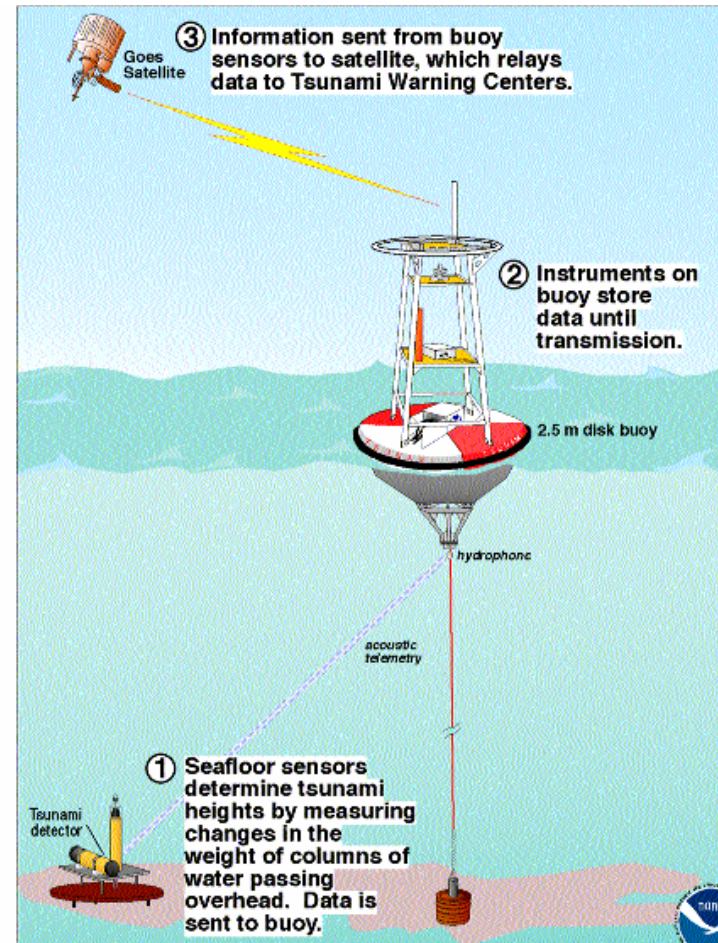 Goes
Satellite
③ Information sent from buoy
sensors to satellite, which relays
data to Tsunami Warning Centers.
② Instruments on
buoy store
data until
transmission.
2.5 m disk buoy
hydrophone
acoustic
telemetry
① Seafloor sensors
determine tsunami
heights by measuring
changes in the
weight of columns of
water passing
overhead. Data is
sent to buoy.
Tsunami
detector